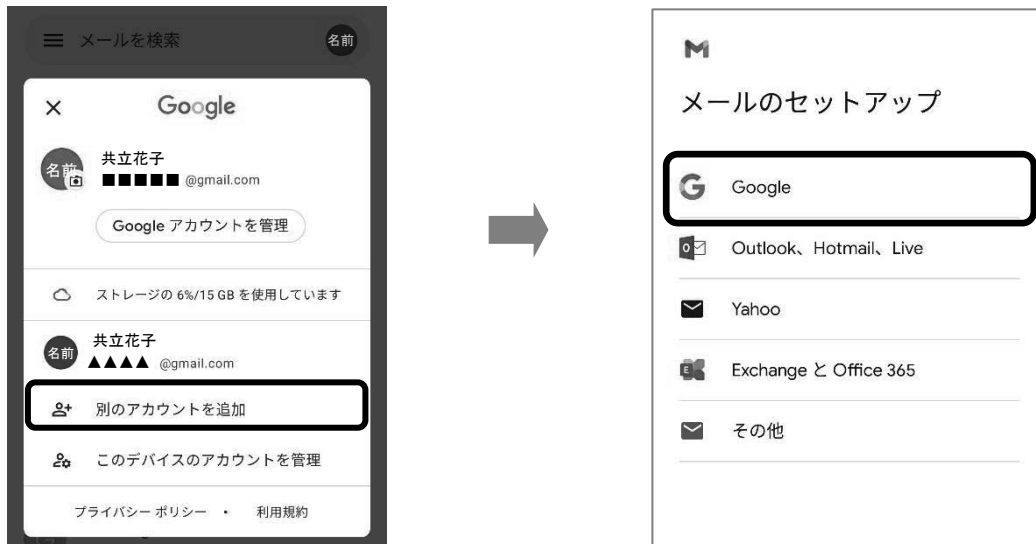 メールを検索
名前
Google
名前
共立花子
■■■■■ @gmail.com
Google アカウントを管理
ストレージの 6%/15 GB を使用しています
名前
共立花子
▲▲▲▲ @gmail.com
別のアカウントを追加
このデバイスのアカウントを管理
プライバシー ポリシー ・ 利用規約
メールのセットアップ
Google
Outlook、Hotmail、Live
Yahoo
Exchange と Office 365
その他